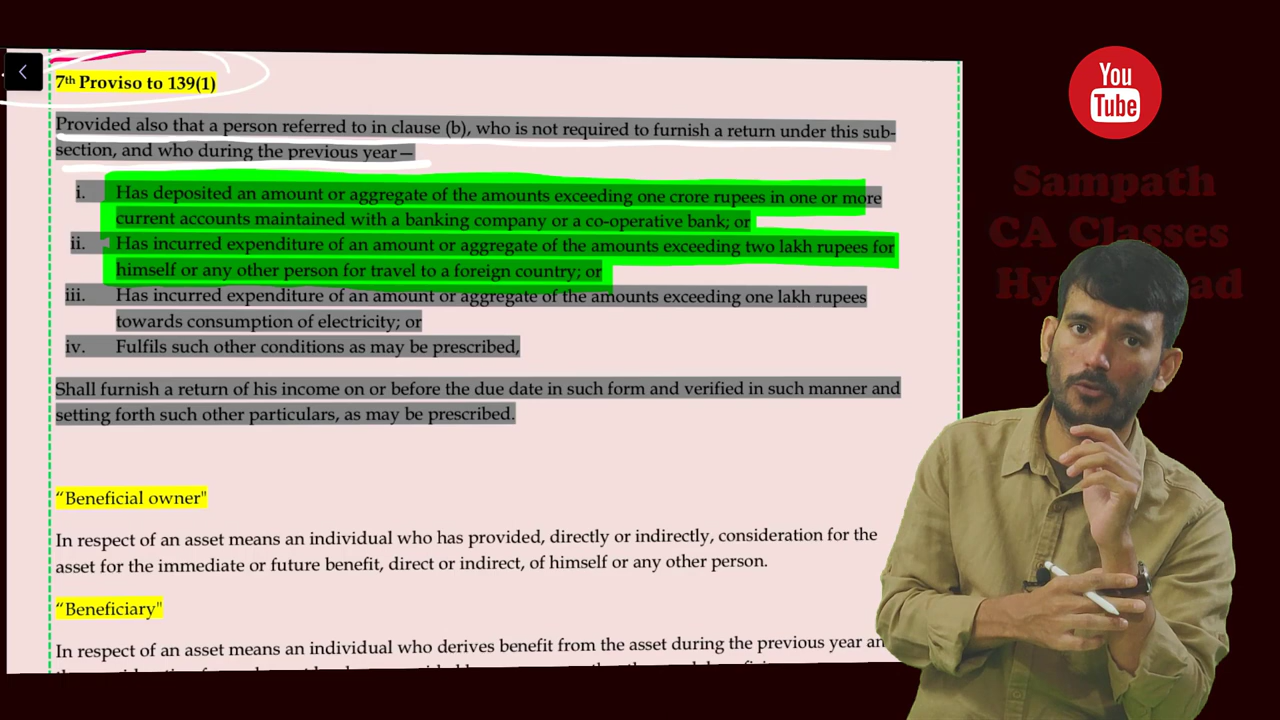 7th Proviso to 139(1)
Provided also that a person referred to in clause (b), who is not required to furnish a return under this sub-
section, and who during the previous year—
i. Has deposited an amount or aggregate of the amounts exceeding one crore rupees in one or more
current accounts maintained with a banking company or a co-operative bank; or
ii. Has incurred expenditure of an amount or aggregate of the amounts exceeding two lakh rupees for
himself or any other person for travel to a foreign country; or
iii. Has incurred expenditure of an amount or aggregate of the amounts exceeding one lakh rupees
towards consumption of electricity; or
iv. Fulfils such other conditions as may be prescribed,
Shall furnish a return of his income on or before the due date in such form and verified in such manner and
setting forth such other particulars, as may be prescribed.
“Beneficial owner"
In respect of an asset means an individual who has provided, directly or indirectly, consideration for the
asset for the immediate or future benefit, direct or indirect, of himself or any other person.
“Beneficiary"
In respect of an asset means an individual who derives benefit from the asset during the previous year
You
Tube
Sampath
CA Classes